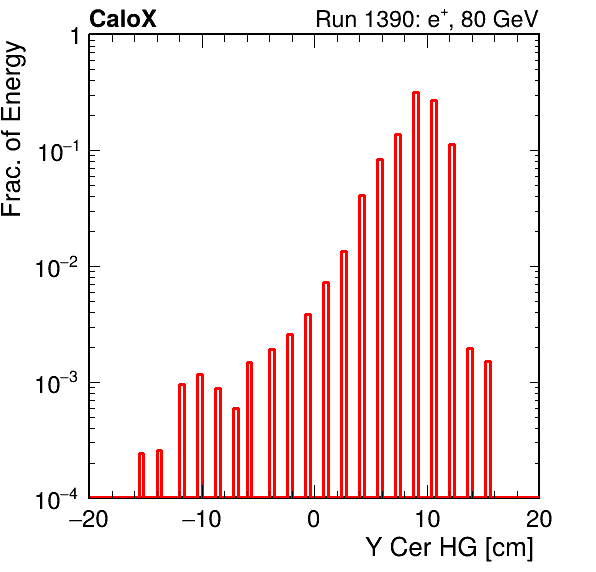 CaloX Run 1390: e⁺, 80 GeV
Frac. of Energy
1
10⁻¹
10⁻²
10⁻³
10⁻⁴
−20 −10 0 10 20
Y Cer HG [cm]